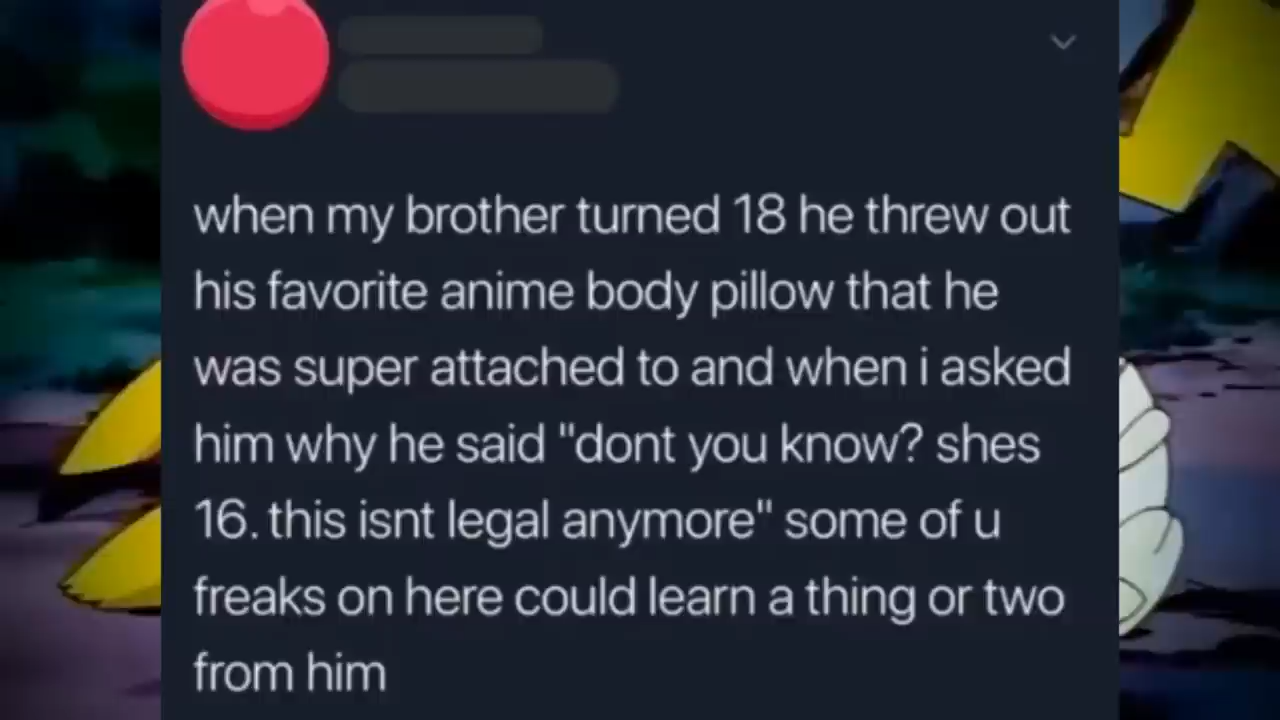 when my brother turned 18 he threw out
his favorite anime body pillow that he
was super attached to and when i asked
him why he said "dont you know? shes
16. this isnt legal anymore" some of u
freaks on here could learn a thing or two
from him